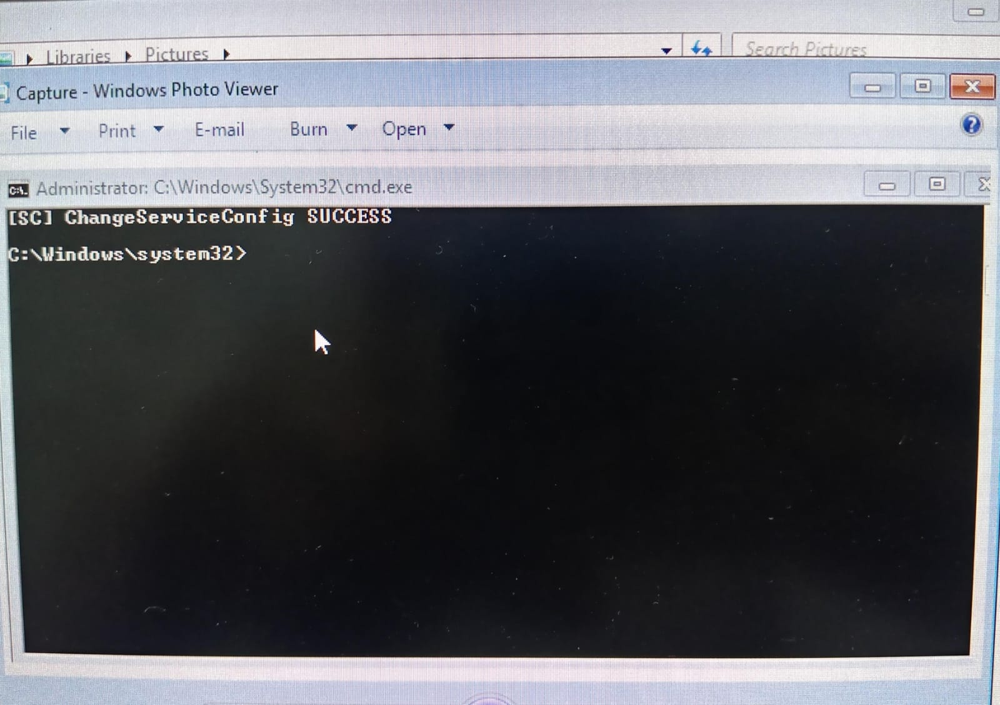 Libraries Pictures
Search Pictures
Capture - Windows Photo Viewer
File Print E-mail Burn Open
Administrator: C:\Windows\System32\cmd.exe
[SC] ChangeServiceConfig SUCCESS
C:\Windows\system32>